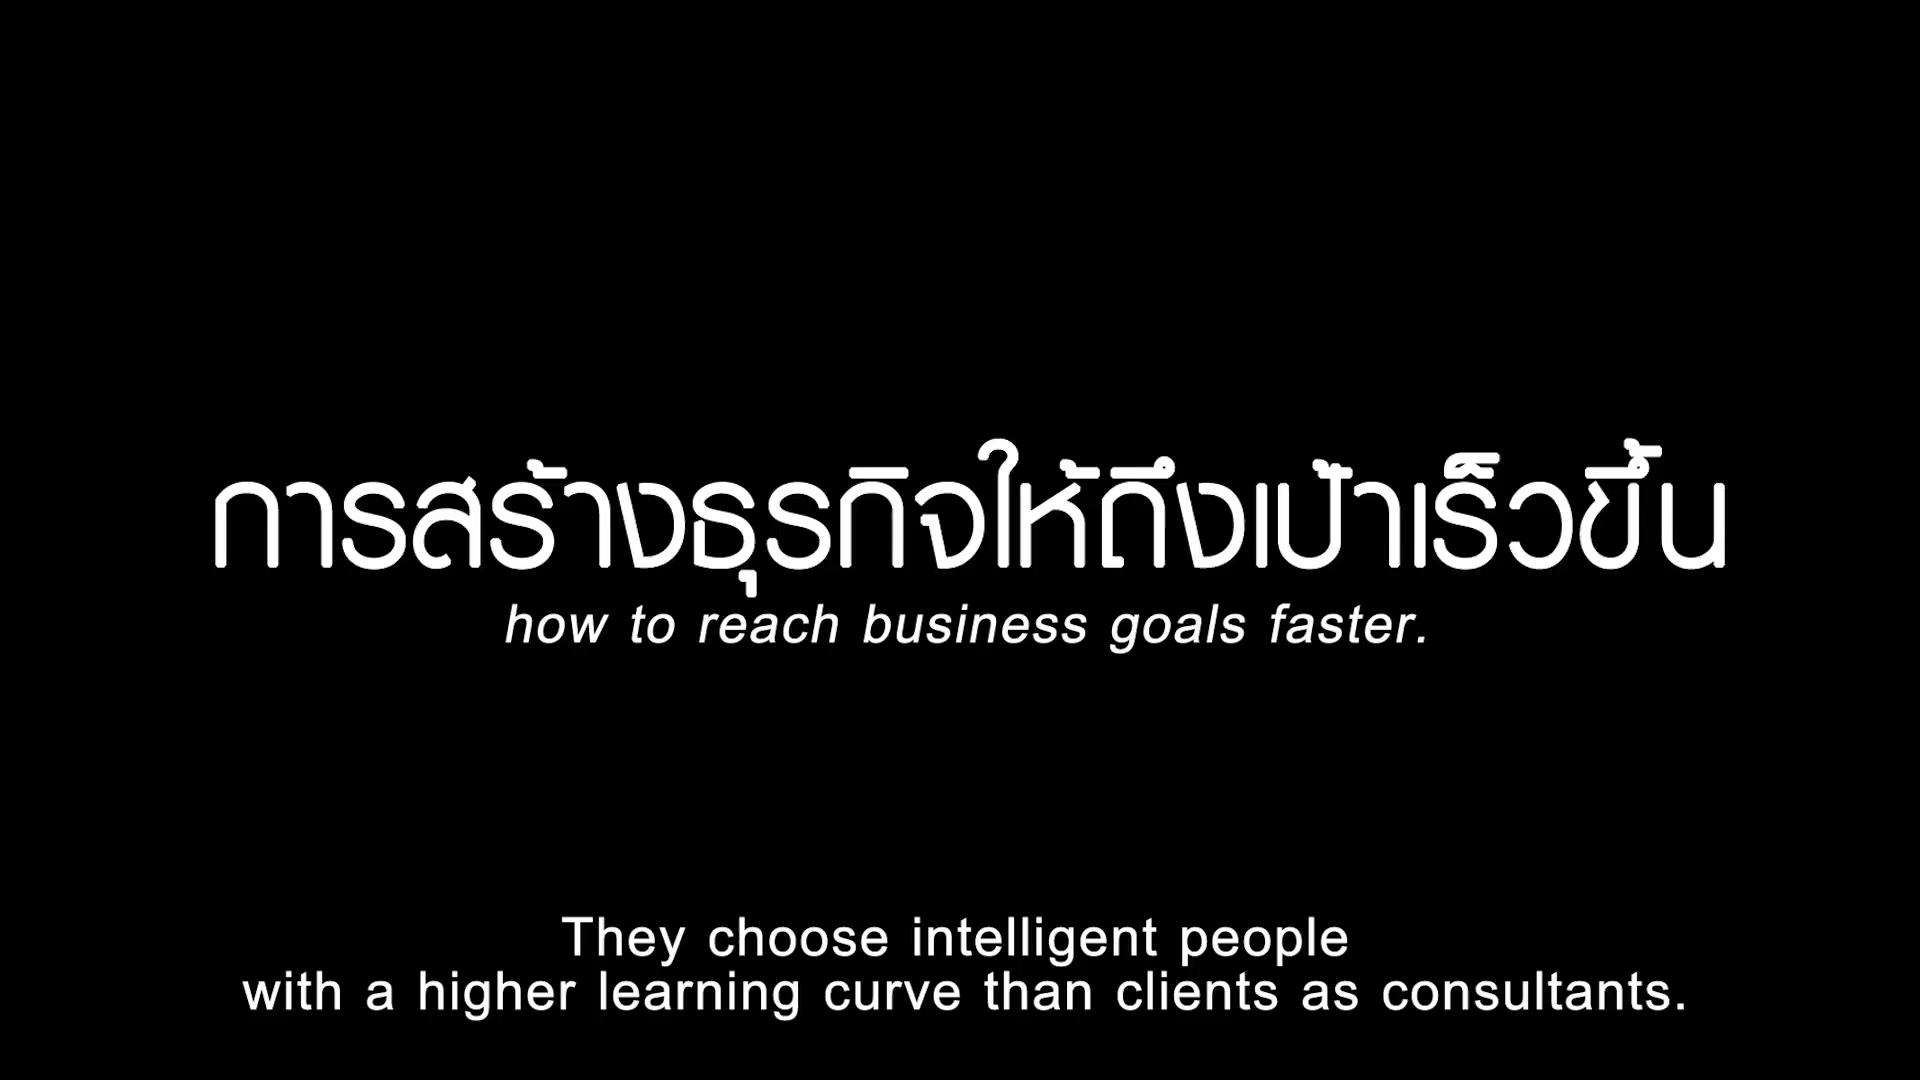 การสร้างธุรกิจให้ถึงเป้าเร็วขึ้น
how to reach business goals faster.
They choose intelligent people
with a higher learning curve than clients as consultants.